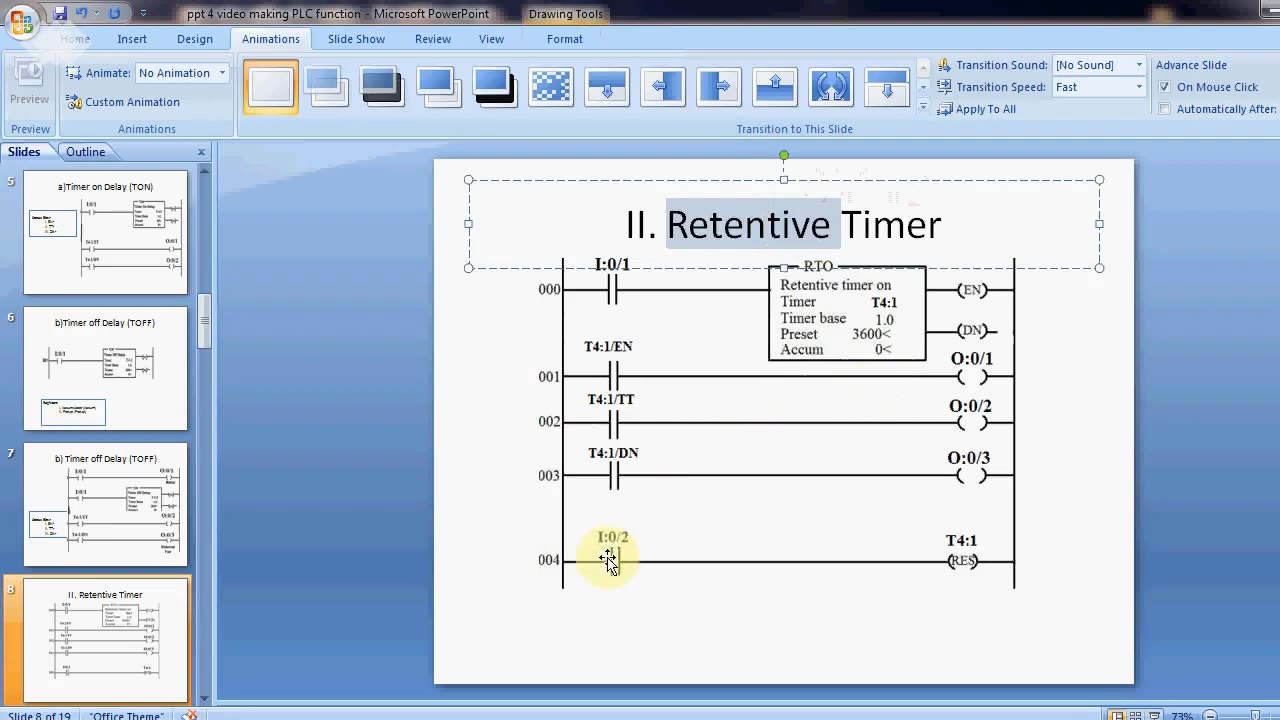 ppt 4 video making PLC function - Microsoft PowerPoint
Drawing Tools
Home Insert Design Animations Slide Show Review View Format
Preview
Animate: No Animation
Custom Animation
Transition Sound: [No Sound]
Transition Speed: Fast
Apply To All
Advance Slide
On Mouse Click
Automatically After:
Preview Animations Transition to This Slide
Slides Outline x
5
a)Timer on Delay (TON)
6
b)Timer off Delay (TOFF)
7
b) Timer off Delay (TOFF)
8
II. Retentive Timer
II. Retentive Timer
I:0/1
RTO
000
Retentive timer on
Timer T4:1
Timer base 1.0
Preset 3600<
Accum 0<
(EN)
(DN)
T4:1/EN
O:0/1
001
T4:1/TT
O:0/2
002
T4:1/DN
O:0/3
003
I:0/2
T4:1
004
(RES)
Slide 8 of 19 "Office Theme" 73%